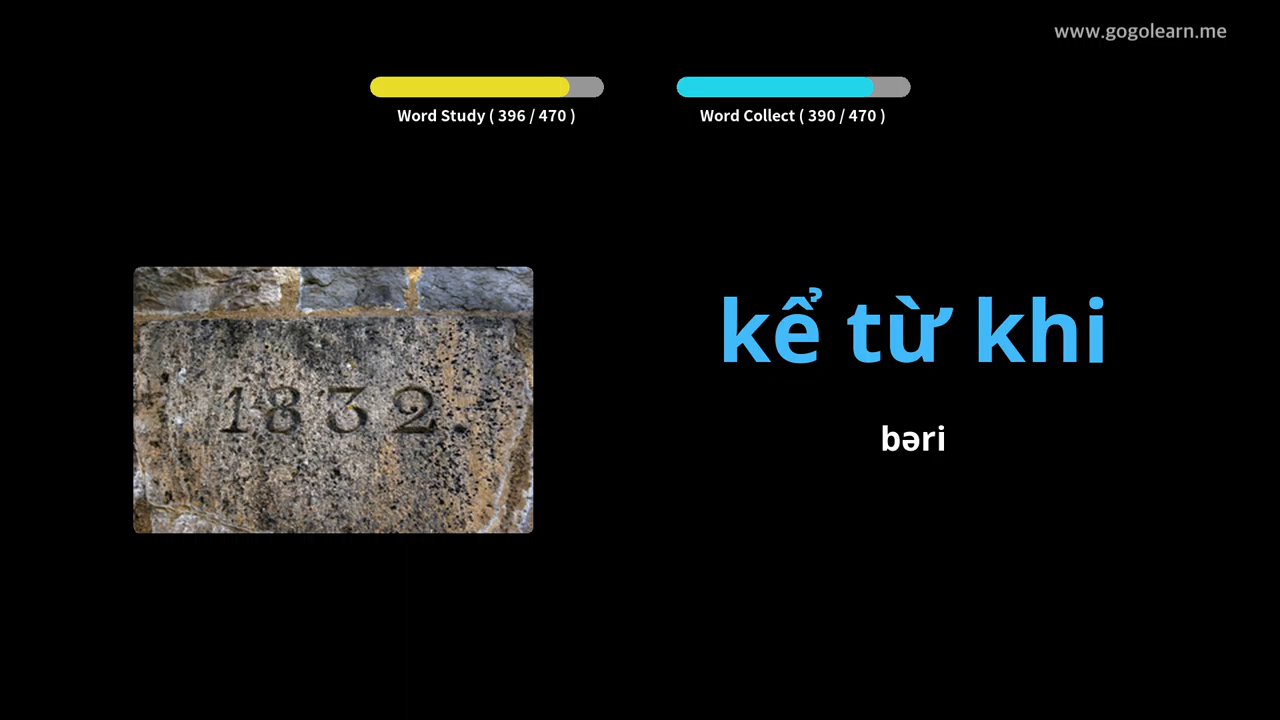 www.gogolearn.me
Word Study ( 396 / 470 )
Word Collect ( 390 / 470 )
1832.
kể từ khi
bəri